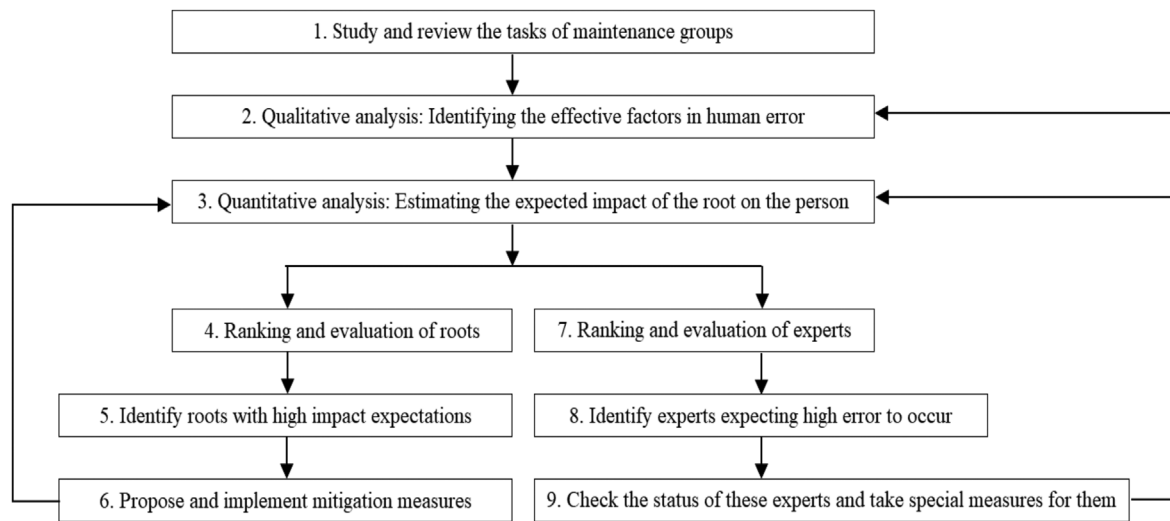 1. Study and review the tasks of maintenance groups
2. Qualitative analysis: Identifying the effective factors in human error
3. Quantitative analysis: Estimating the expected impact of the root on the person
4. Ranking and evaluation of roots
7. Ranking and evaluation of experts
5. Identify roots with high impact expectations
8. Identify experts expecting high error to occur
6. Propose and implement mitigation measures
9. Check the status of these experts and take special measures for them